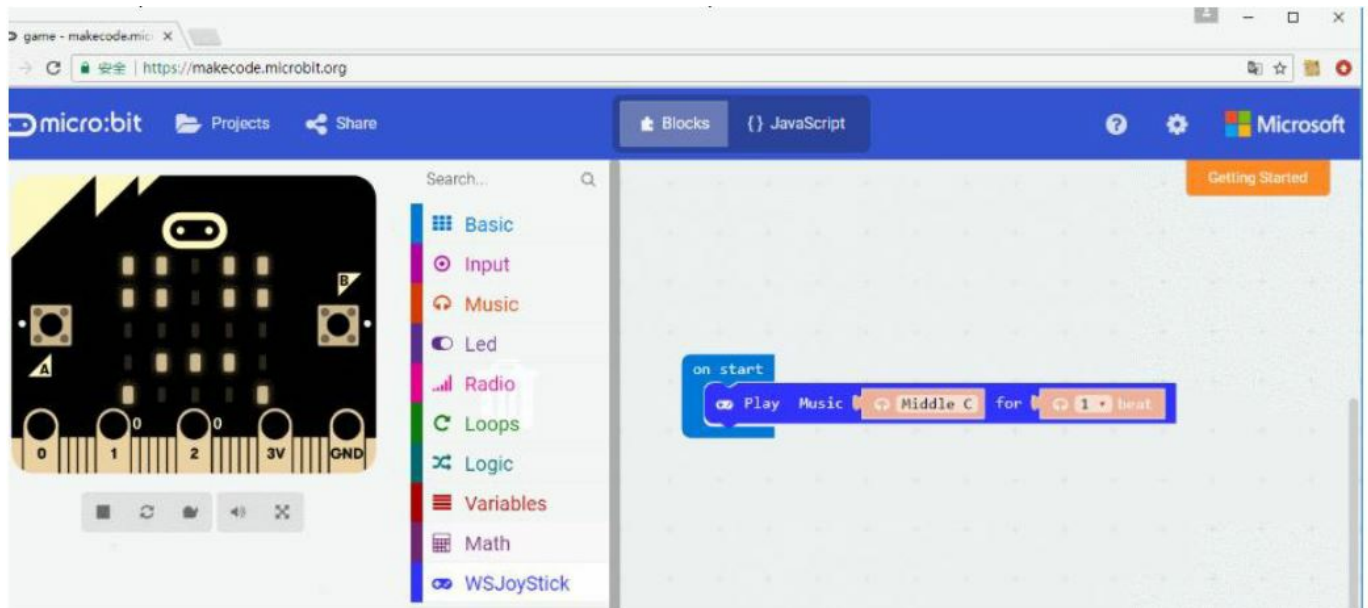 game - makecode.mic
安全 | https://makecode.microbit.org
micro:bit Projects Share Blocks {} JavaScript Microsoft
Search...
Getting Started
Basic
Input
B
Music
Led
A
on start
Radio
Play Music Middle C for 1 beat
Loops
0 0
0 1 2 3V GND
Logic
Variables
Math
WSJoyStick